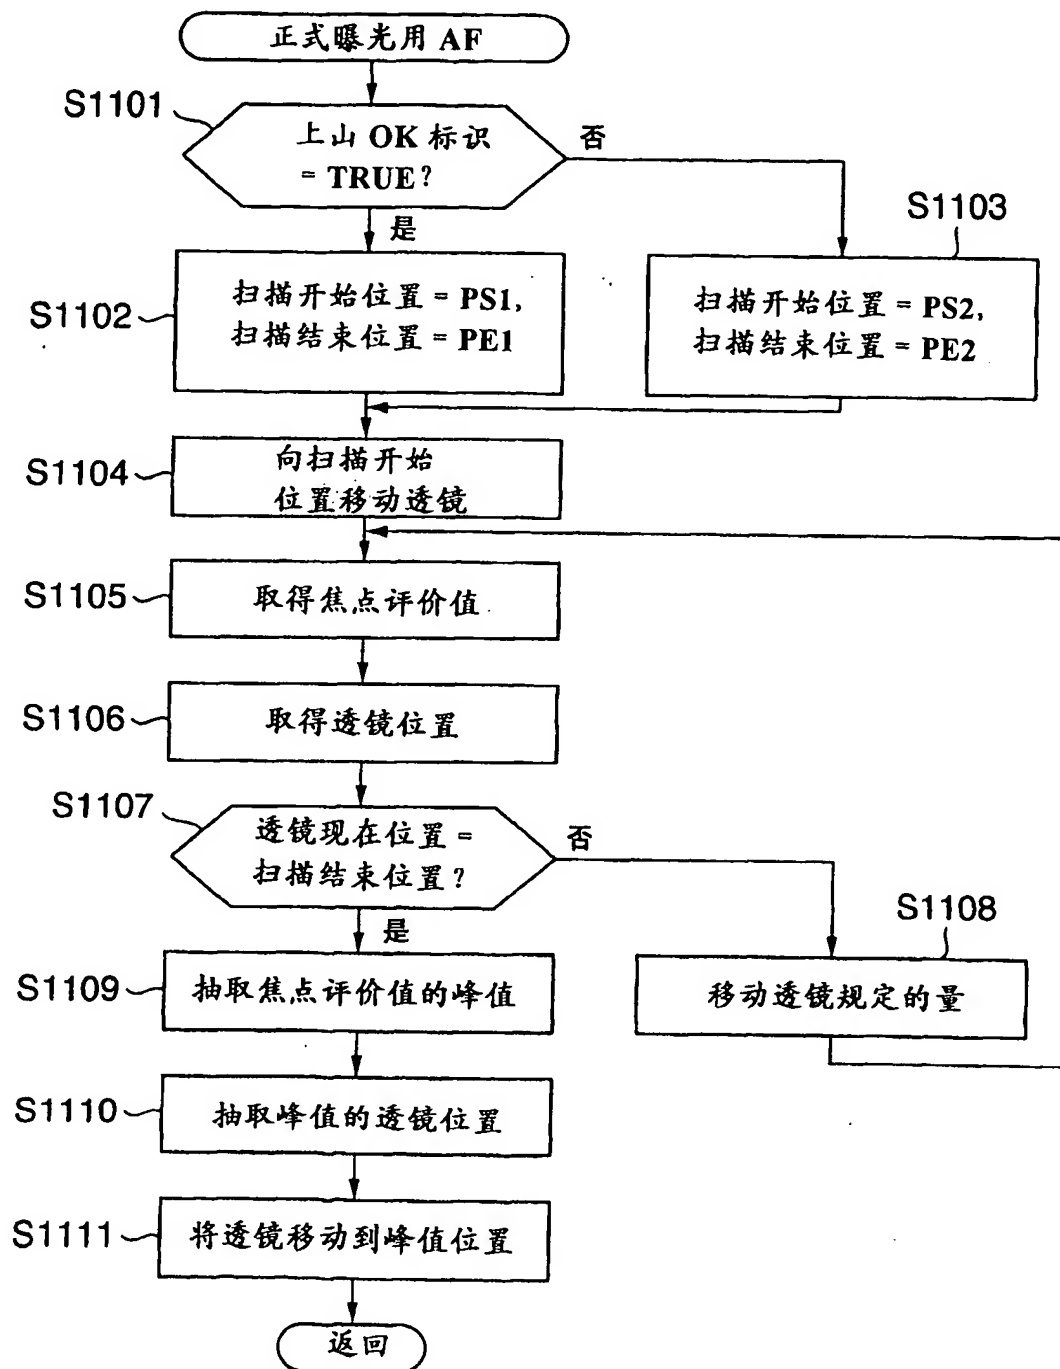 正式曝光用 AF
S1101
上山 OK 标识
= TRUE?
否
是
S1103
S1102
扫描开始位置 = PS1,
扫描结束位置 = PE1
扫描开始位置 = PS2,
扫描结束位置 = PE2
S1104
向扫描开始
位置移动透镜
S1105
取得焦点评价值
S1106
取得透镜位置
S1107
透镜现在位置 =
扫描结束位置?
否
是
S1108
S1109
抽取焦点评价值的峰值
移动透镜规定的量
S1110
抽取峰值的透镜位置
S1111
将透镜移动到峰值位置
返回